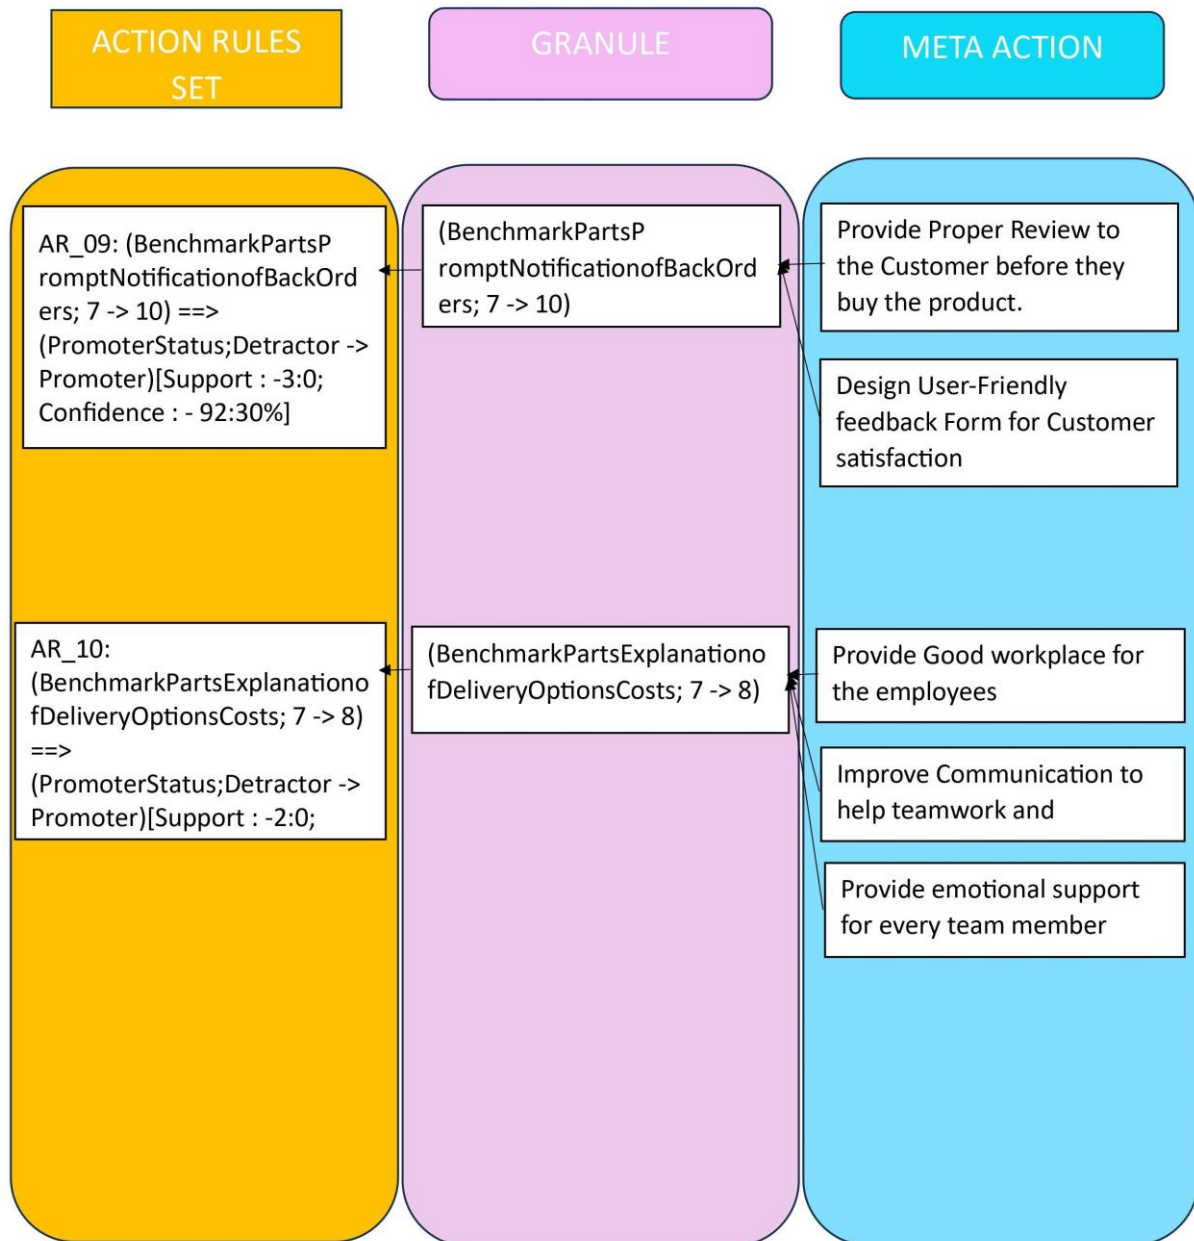 ACTION RULES
SET
GRANULE
META ACTION
AR_09: (BenchmarkPartsP
romptNotificationofBackOrd
ers; 7 -> 10) ==>
(PromoterStatus;Detractor ->
Promoter)[Support : -3:0;
Confidence : - 92:30%]
(BenchmarkPartsP
romptNotificationofBackOrd
ers; 7 -> 10)
Provide Proper Review to
the Customer before they
buy the product.
Design User-Friendly
feedback Form for Customer
satisfaction
AR_10:
(BenchmarkPartsExplanationo
fDeliveryOptionsCosts; 7 -> 8)
==>
(PromoterStatus;Detractor ->
Promoter)[Support : -2:0;
(BenchmarkPartsExplanationo
fDeliveryOptionsCosts; 7 -> 8)
Provide Good workplace for
the employees
Improve Communication to
help teamwork and
Provide emotional support
for every team member